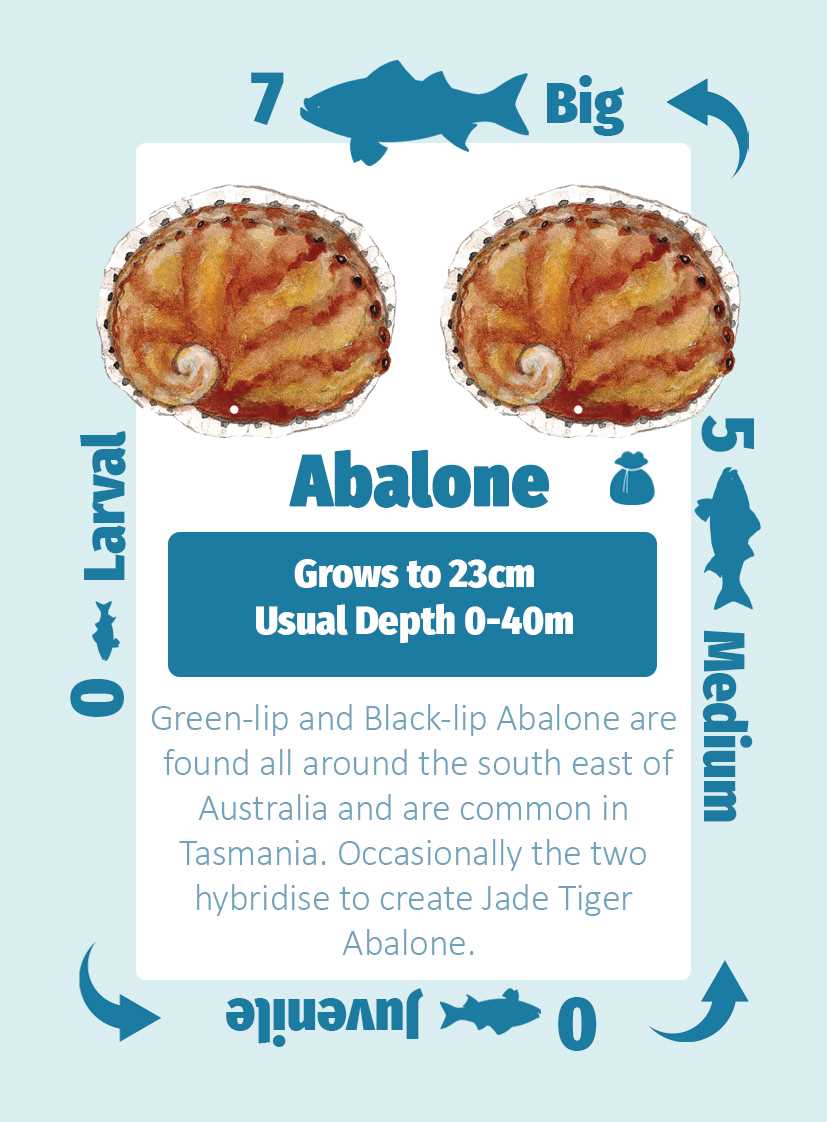 7 Big
Larval
0
5
Medium
Abalone
Grows to 23cm
Usual Depth 0-40m
Green-lip and Black-lip Abalone are
found all around the south east of
Australia and are common in
Tasmania. Occasionally the two
hybridise to create Jade Tiger
Abalone.
0 Juvenile